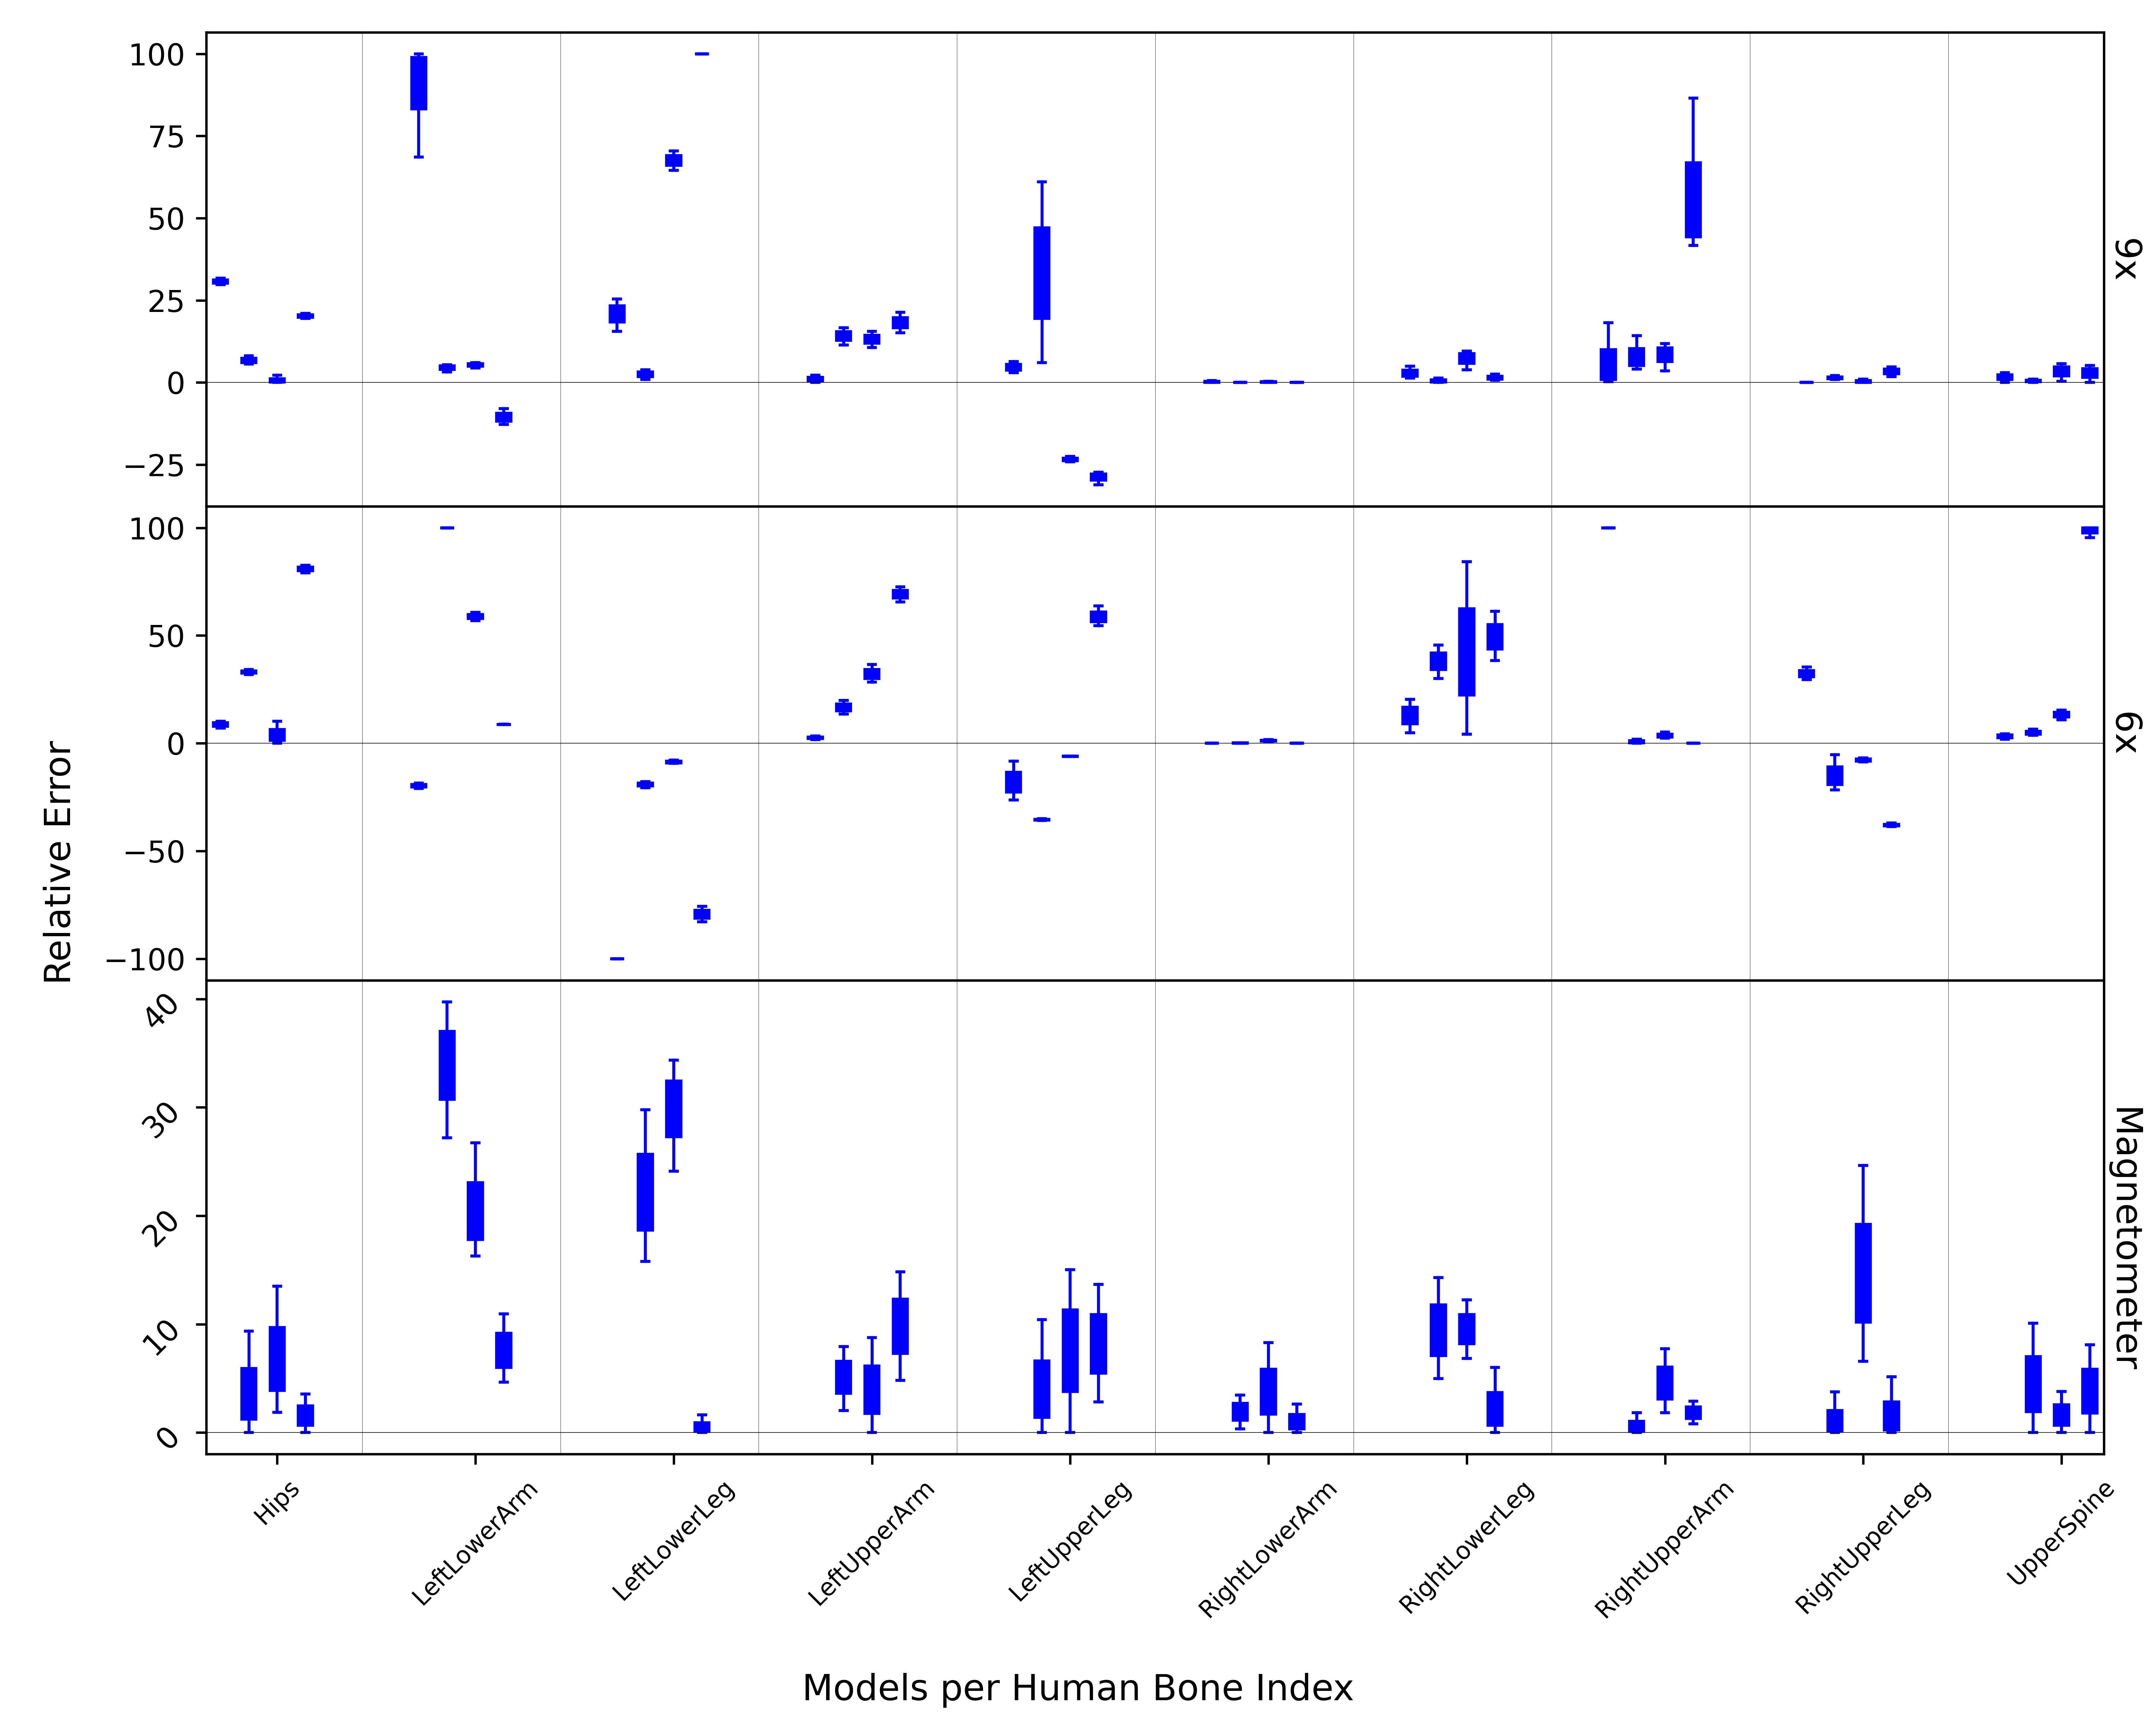 100
75
50
25
0
−25
9x
100
50
0
−50
−100
6x
40
30
20
10
0
Magnetometer
Relative Error
Hips
LeftLowerArm
LeftLowerLeg
LeftUpperArm
LeftUpperLeg
RightLowerArm
RightLowerLeg
RightUpperArm
RightUpperLeg
UpperSpine
Models per Human Bone Index